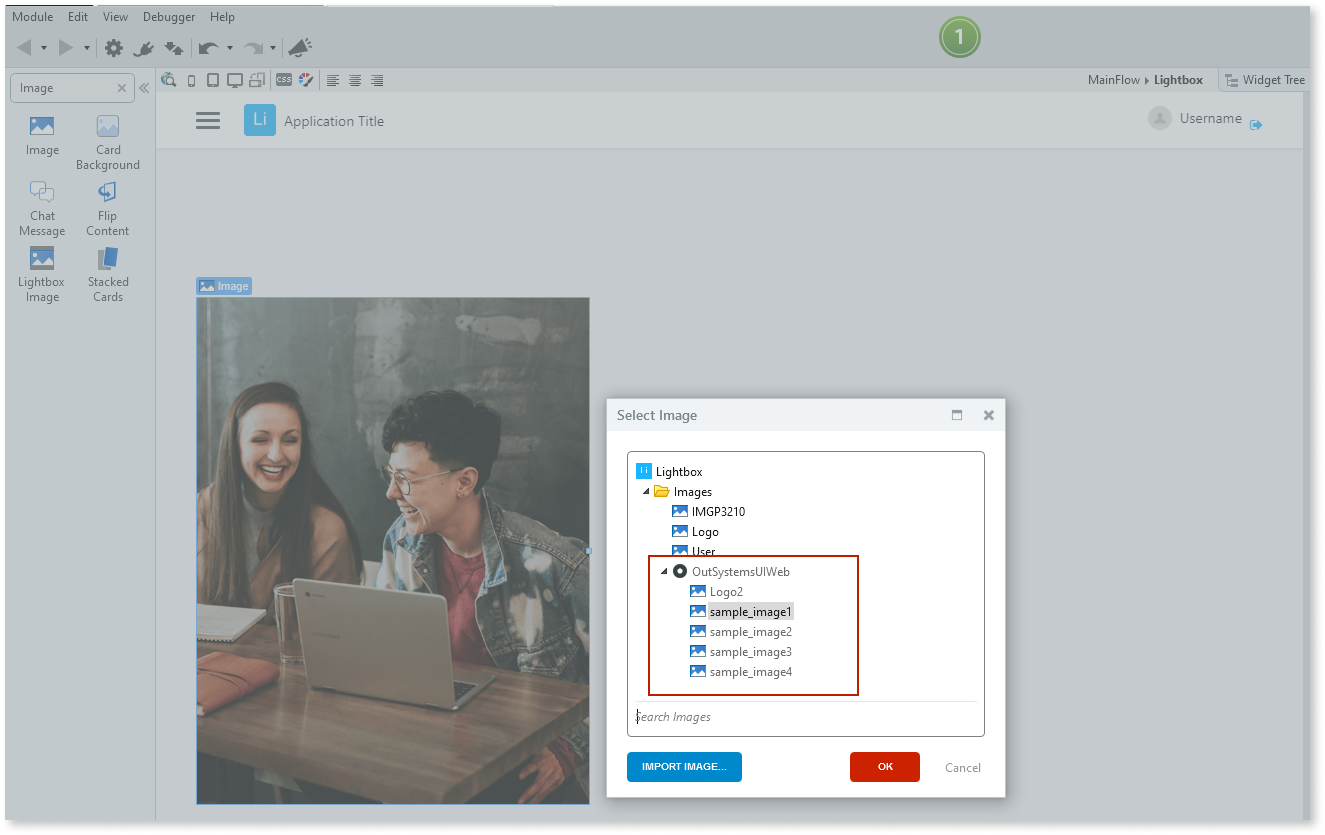 Module Edit View Debugger Help
1
Image
CSS
MainFlow Lightbox
Widget Tree
Li Application Title
Username
Image
Card
Background
Chat
Message
Flip
Content
Lightbox
Image
Stacked
Cards
Image
Select Image
Li Lightbox
Images
IMGP3210
Logo
User
OutSystemsUIWeb
Logo2
sample_image1
sample_image2
sample_image3
sample_image4
Search Images
IMPORT IMAGE...
OK
Cancel